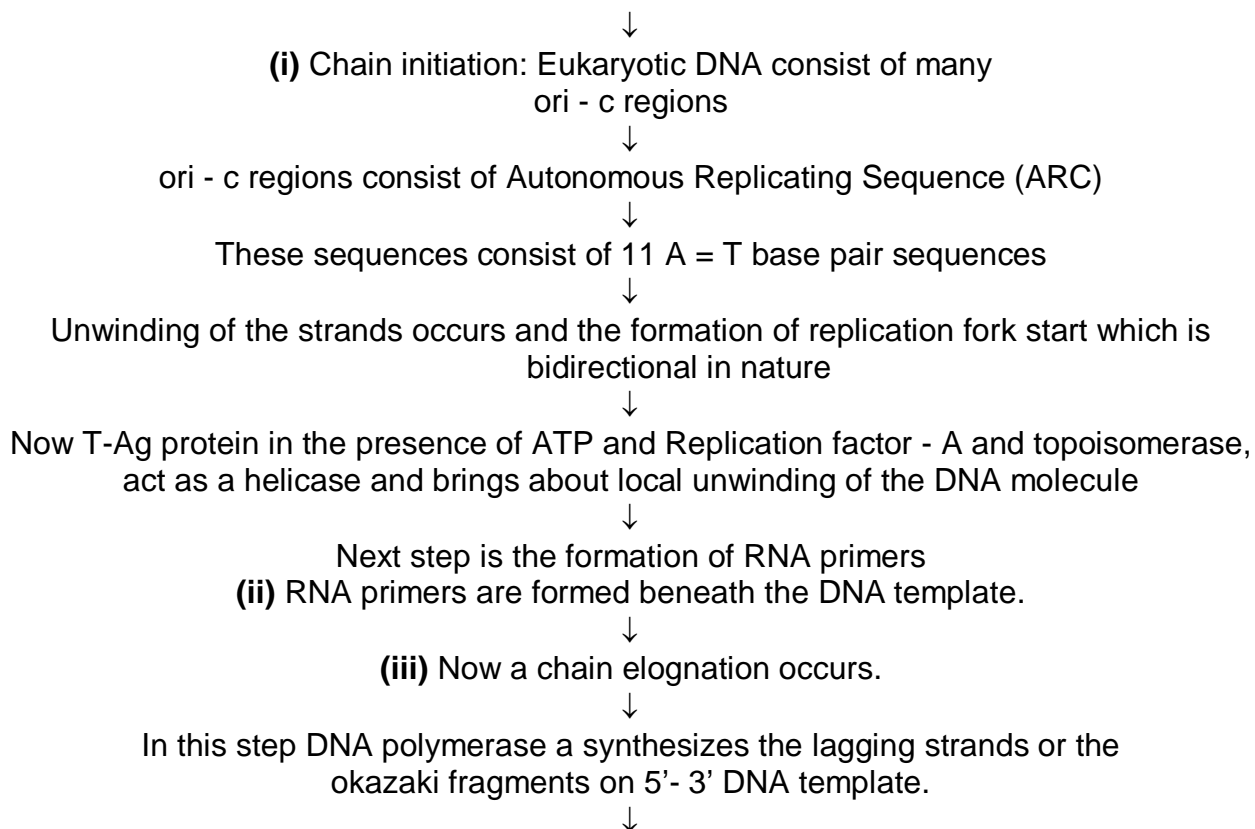 ↓
(i) Chain initiation: Eukaryotic DNA consist of many
ori - c regions
↓
ori - c regions consist of Autonomous Replicating Sequence (ARC)
↓
These sequences consist of 11 A = T base pair sequences
↓
Unwinding of the strands occurs and the formation of replication fork start which is
bidirectional in nature
↓
Now T-Ag protein in the presence of ATP and Replication factor - A and topoisomerase,
act as a helicase and brings about local unwinding of the DNA molecule
↓
Next step is the formation of RNA primers
(ii) RNA primers are formed beneath the DNA template.
↓
(iii) Now a chain elognation occurs.
↓
In this step DNA polymerase a synthesizes the lagging strands or the
okazaki fragments on 5’- 3’ DNA template.
↓